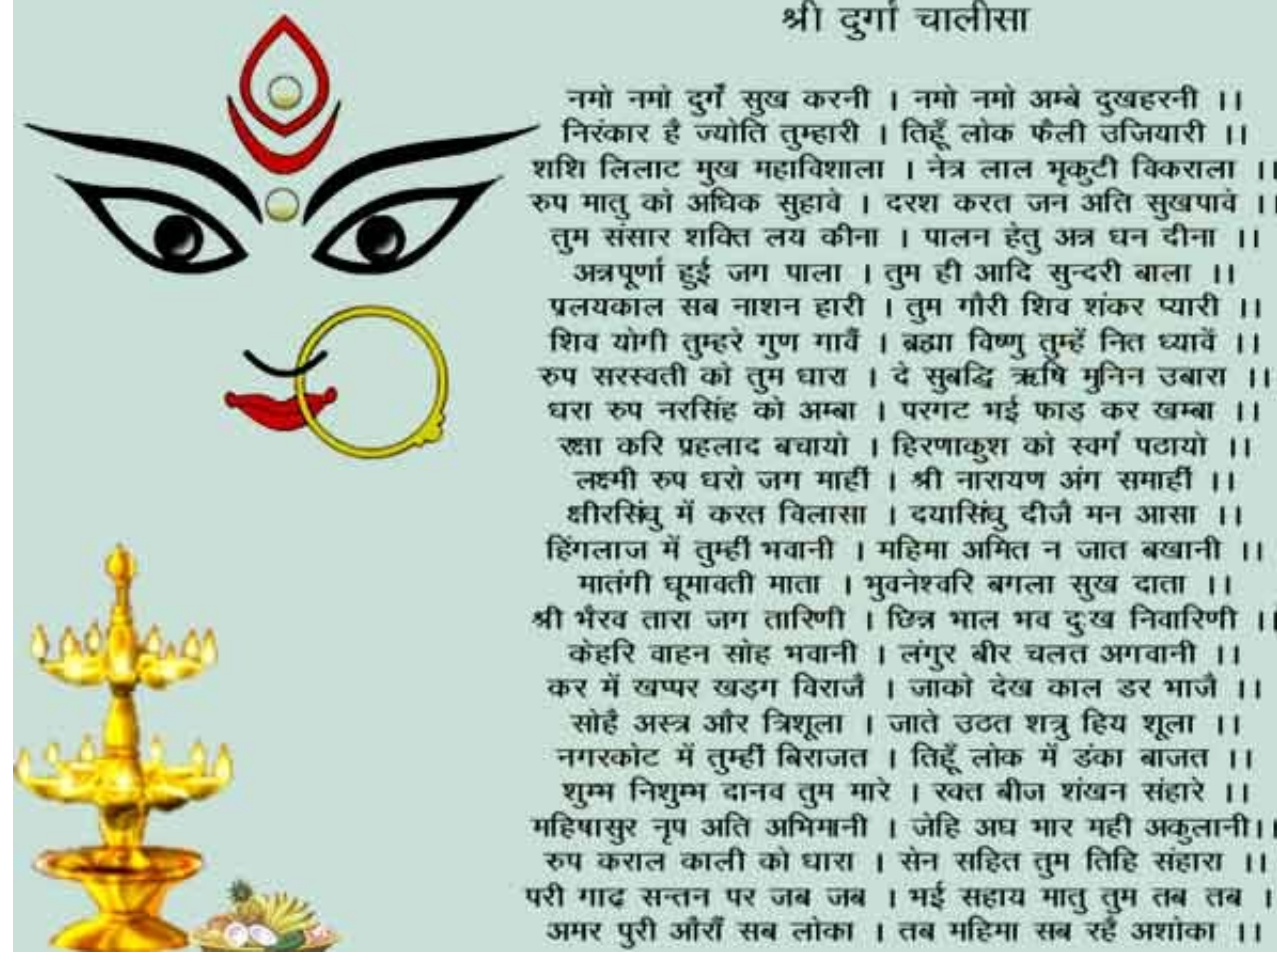 श्री दुर्गा चालीसा
नमो नमो दुर्गे सुख करनी । नमो नमो अम्बे दुखहरनी ।।
निरंकार है ज्योति तुम्हारी । तिहूँ लोक फैली उजियारी ।।
शशि लिलाट मुख महाविशाला । नेत्र लाल भृकुटी विकराला ।।
रुप मातु को अधिक सुहावे । दरश करत जन अति सुखपावे ।।
तुम संसार शक्ति लय कीना । पालन हेतु अन्न धन दीना ।।
अन्नपूर्णा हुई जग पाला । तुम ही आदि सुन्दरी बाला ।।
प्रलयकाल सब नाशन हारी । तुम गौरी शिव शंकर प्यारी ।।
शिव योगी तुम्हरे गुण गावैं । ब्रह्मा विष्णु तुम्हें नित ध्यावें ।।
रुप सरस्वती को तुम धारा । दे सुबद्धि ऋषि मुनिन उबारा ।।
धरा रुप नरसिंह को अम्बा । परगट भई फाड़ कर खम्बा ।।
रक्षा करि प्रहलाद बचायो । हिरणाकुश को स्वर्ग पठायो ।।
लक्ष्मी रुप धरो जग माहीं । श्री नारायण अंग समाहीं ।।
क्षीरसिंधु में करत विलासा । दयासिंधु दीजै मन आसा ।।
हिंगलाज में तुम्हीं भवानी । महिमा अमित न जात बखानी ।।
मातंगी धूमावती माता । भुवनेश्वरि बगला सुख दाता ।।
श्री भैरव तारा जग तारिणी । छिन्न भाल भव दुःख निवारिणी ।।
केहरि वाहन सोह भवानी । लंगुर बीर चलत अगवानी ।।
कर में खप्पर खड़ग विराजै । जाको देख काल डर भाजै ।।
सोहै अस्त्र और त्रिशूला । जाते उठत शत्रु हिय शूला ।।
नगरकोट में तुम्हीं बिराजत । तिहूँ लोक में डंका बाजत ।।
शुम्भ निशुम्भ दानव तुम मारे । रक्त बीज शंखन संहारे ।।
महिषासुर नृप अति अभिमानी । जेहि अघ भार मही अकुलानी।।
रुप कराल काली को धारा । सेन सहित तुम तिहि संहारा ।।
परी गाढ़ सन्तन पर जब जब । भई सहाय मातु तुम तब तब ।
अमर पुरी औरौं सब लोका । तब महिमा सब रहै अशोका ।।